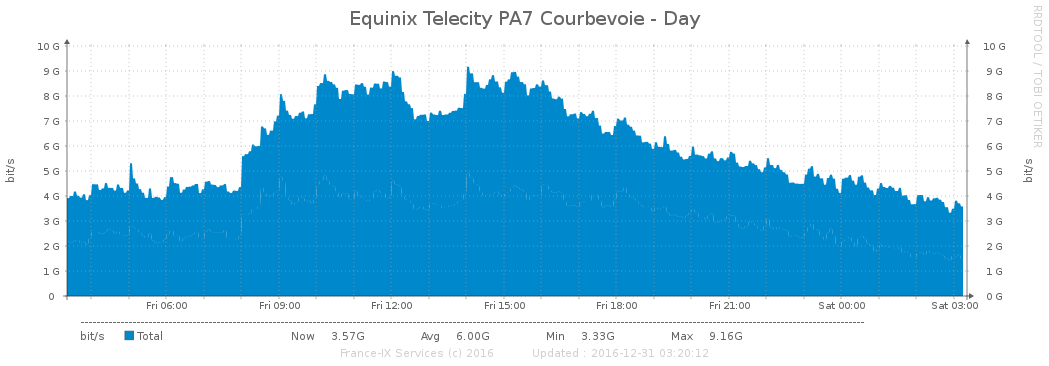 Equinix Telecity PA7 Courbevoie - Day
RRDTOOL / TOBI OETIKER
bit/s
10 G 10 G
9 G 9 G
8 G 8 G
7 G 7 G
6 G 6 G
5 G 5 G
4 G 4 G
3 G 3 G
2 G 2 G
1 G 1 G
0 0 G
bit/s
Fri 06:00 Fri 09:00 Fri 12:00 Fri 15:00 Fri 18:00 Fri 21:00 Sat 00:00 Sat 03:00
bit/s Total Now 3.57G Avg 6.00G Min 3.33G Max 9.16G
France-IX Services (c) 2016 Updated : 2016-12-31 03:20:12